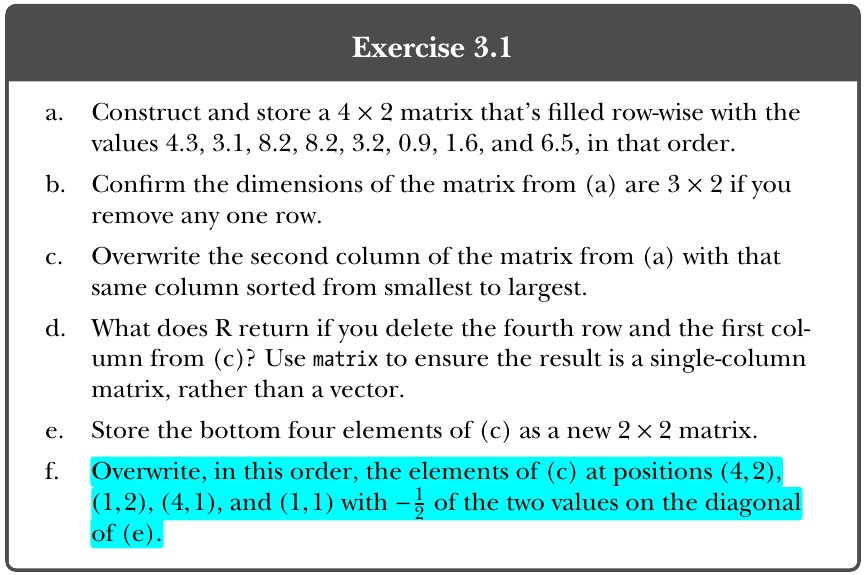 Exercise 3.1
a. Construct and store a 4 × 2 matrix that's filled row-wise with the
values 4.3, 3.1, 8.2, 8.2, 3.2, 0.9, 1.6, and 6.5, in that order.
b. Confirm the dimensions of the matrix from (a) are 3 × 2 if you
remove any one row.
c. Overwrite the second column of the matrix from (a) with that
same column sorted from smallest to largest.
d. What does R return if you delete the fourth row and the first col-
umn from (c)? Use matrix to ensure the result is a single-column
matrix, rather than a vector.
e. Store the bottom four elements of (c) as a new 2 × 2 matrix.
f. Overwrite, in this order, the elements of (c) at positions (4,2),
(1,2), (4,1), and (1,1) with −½ of the two values on the diagonal
of (e).